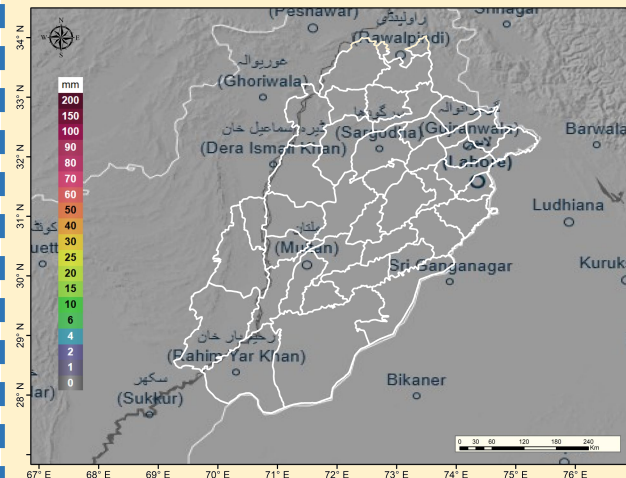 (Peshawar)
Srinagar
راولپنڈی
(Rawalpindi)
غوریوالہ
(Ghoriwala)
ڈیرہ اسماعیل خان
(Dera Ismail Khan)
سرگودھا
(Sargodha)
گوجرانوالہ
(Gujranwala)
Barwala
لاہور
(Lahore)
Ludhiana
ملتان
(Multan)
Sri Ganganagar
Kuruk
رحیم یار خان
(Rahim Yar Khan)
Bikaner
سکھر
(Sukkur)
N
W E
S
mm
200
150
100
90
80
70
60
50
40
30
25
20
15
10
6
4
2
1
0
34° N
33° N
32° N
31° N
30° N
29° N
28° N
0 30 60 120 180 240
Km
67° E 68° E 69° E 70° E 71° E 72° E 73° E 74° E 75° E 76° E